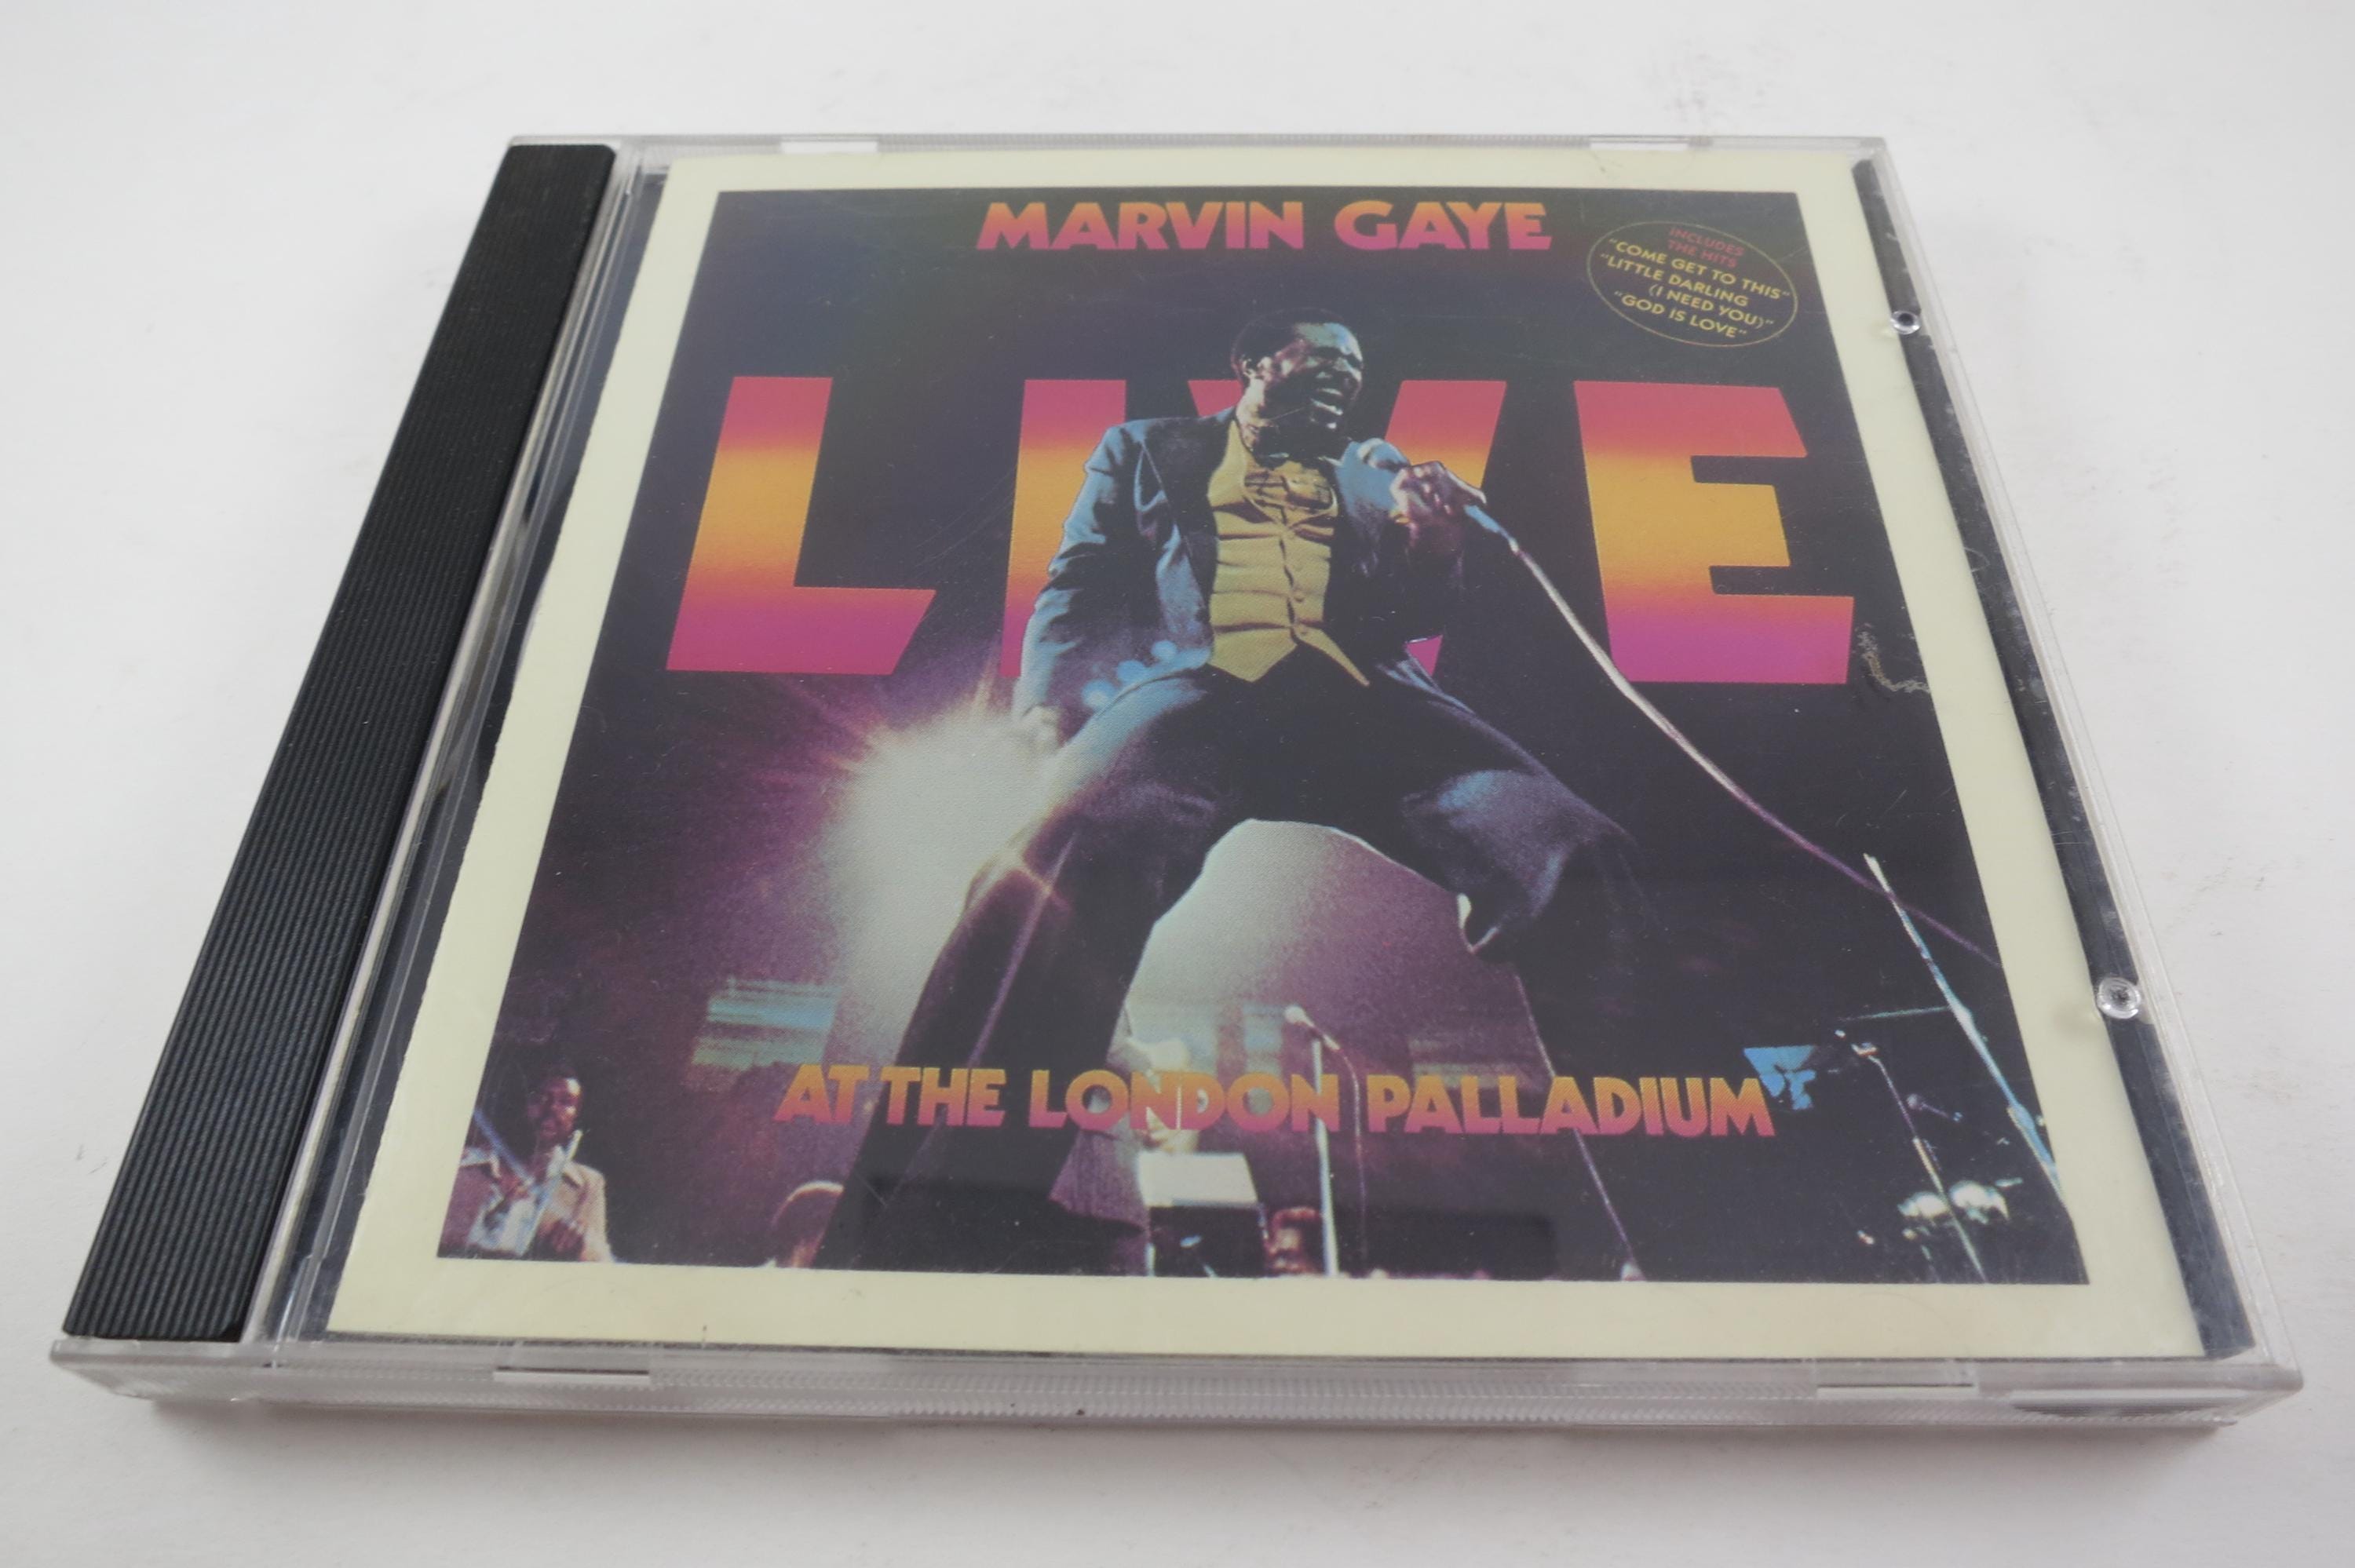 MARVIN GAYE
INCLUDES
THE HITS
"COME GET TO THIS"
"LITTLE DARLING
(I NEED YOU)"
"GOD IS LOVE"
LIVE
AT THE LONDON PALLADIUM